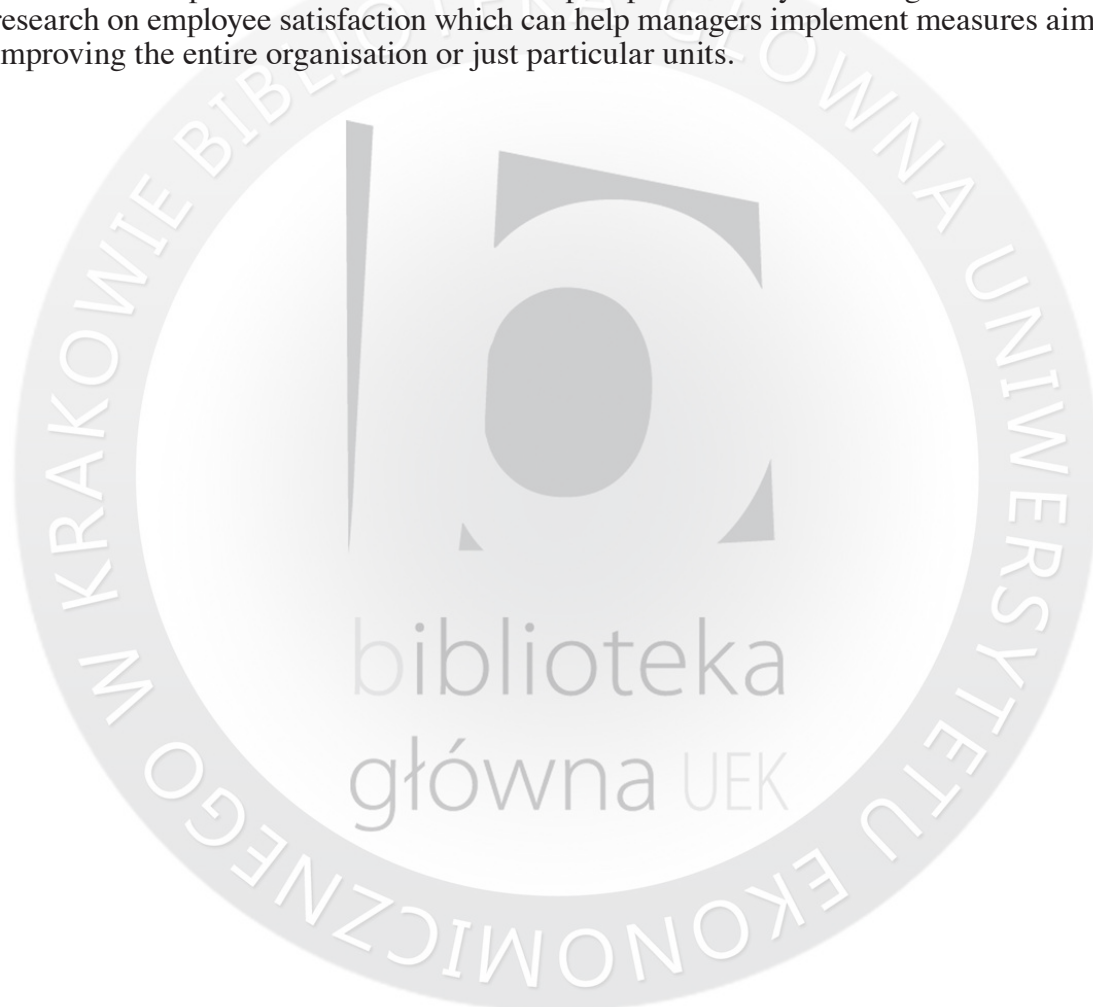 research on employee satisfaction which can help managers implement measures
improving the entire organisation or just particular units.
BIBLIOTEKA GŁÓWNA UNIWERSYTETU EKONOMICZNEGO W KRAKOWIE
biblioteka
główna UEK